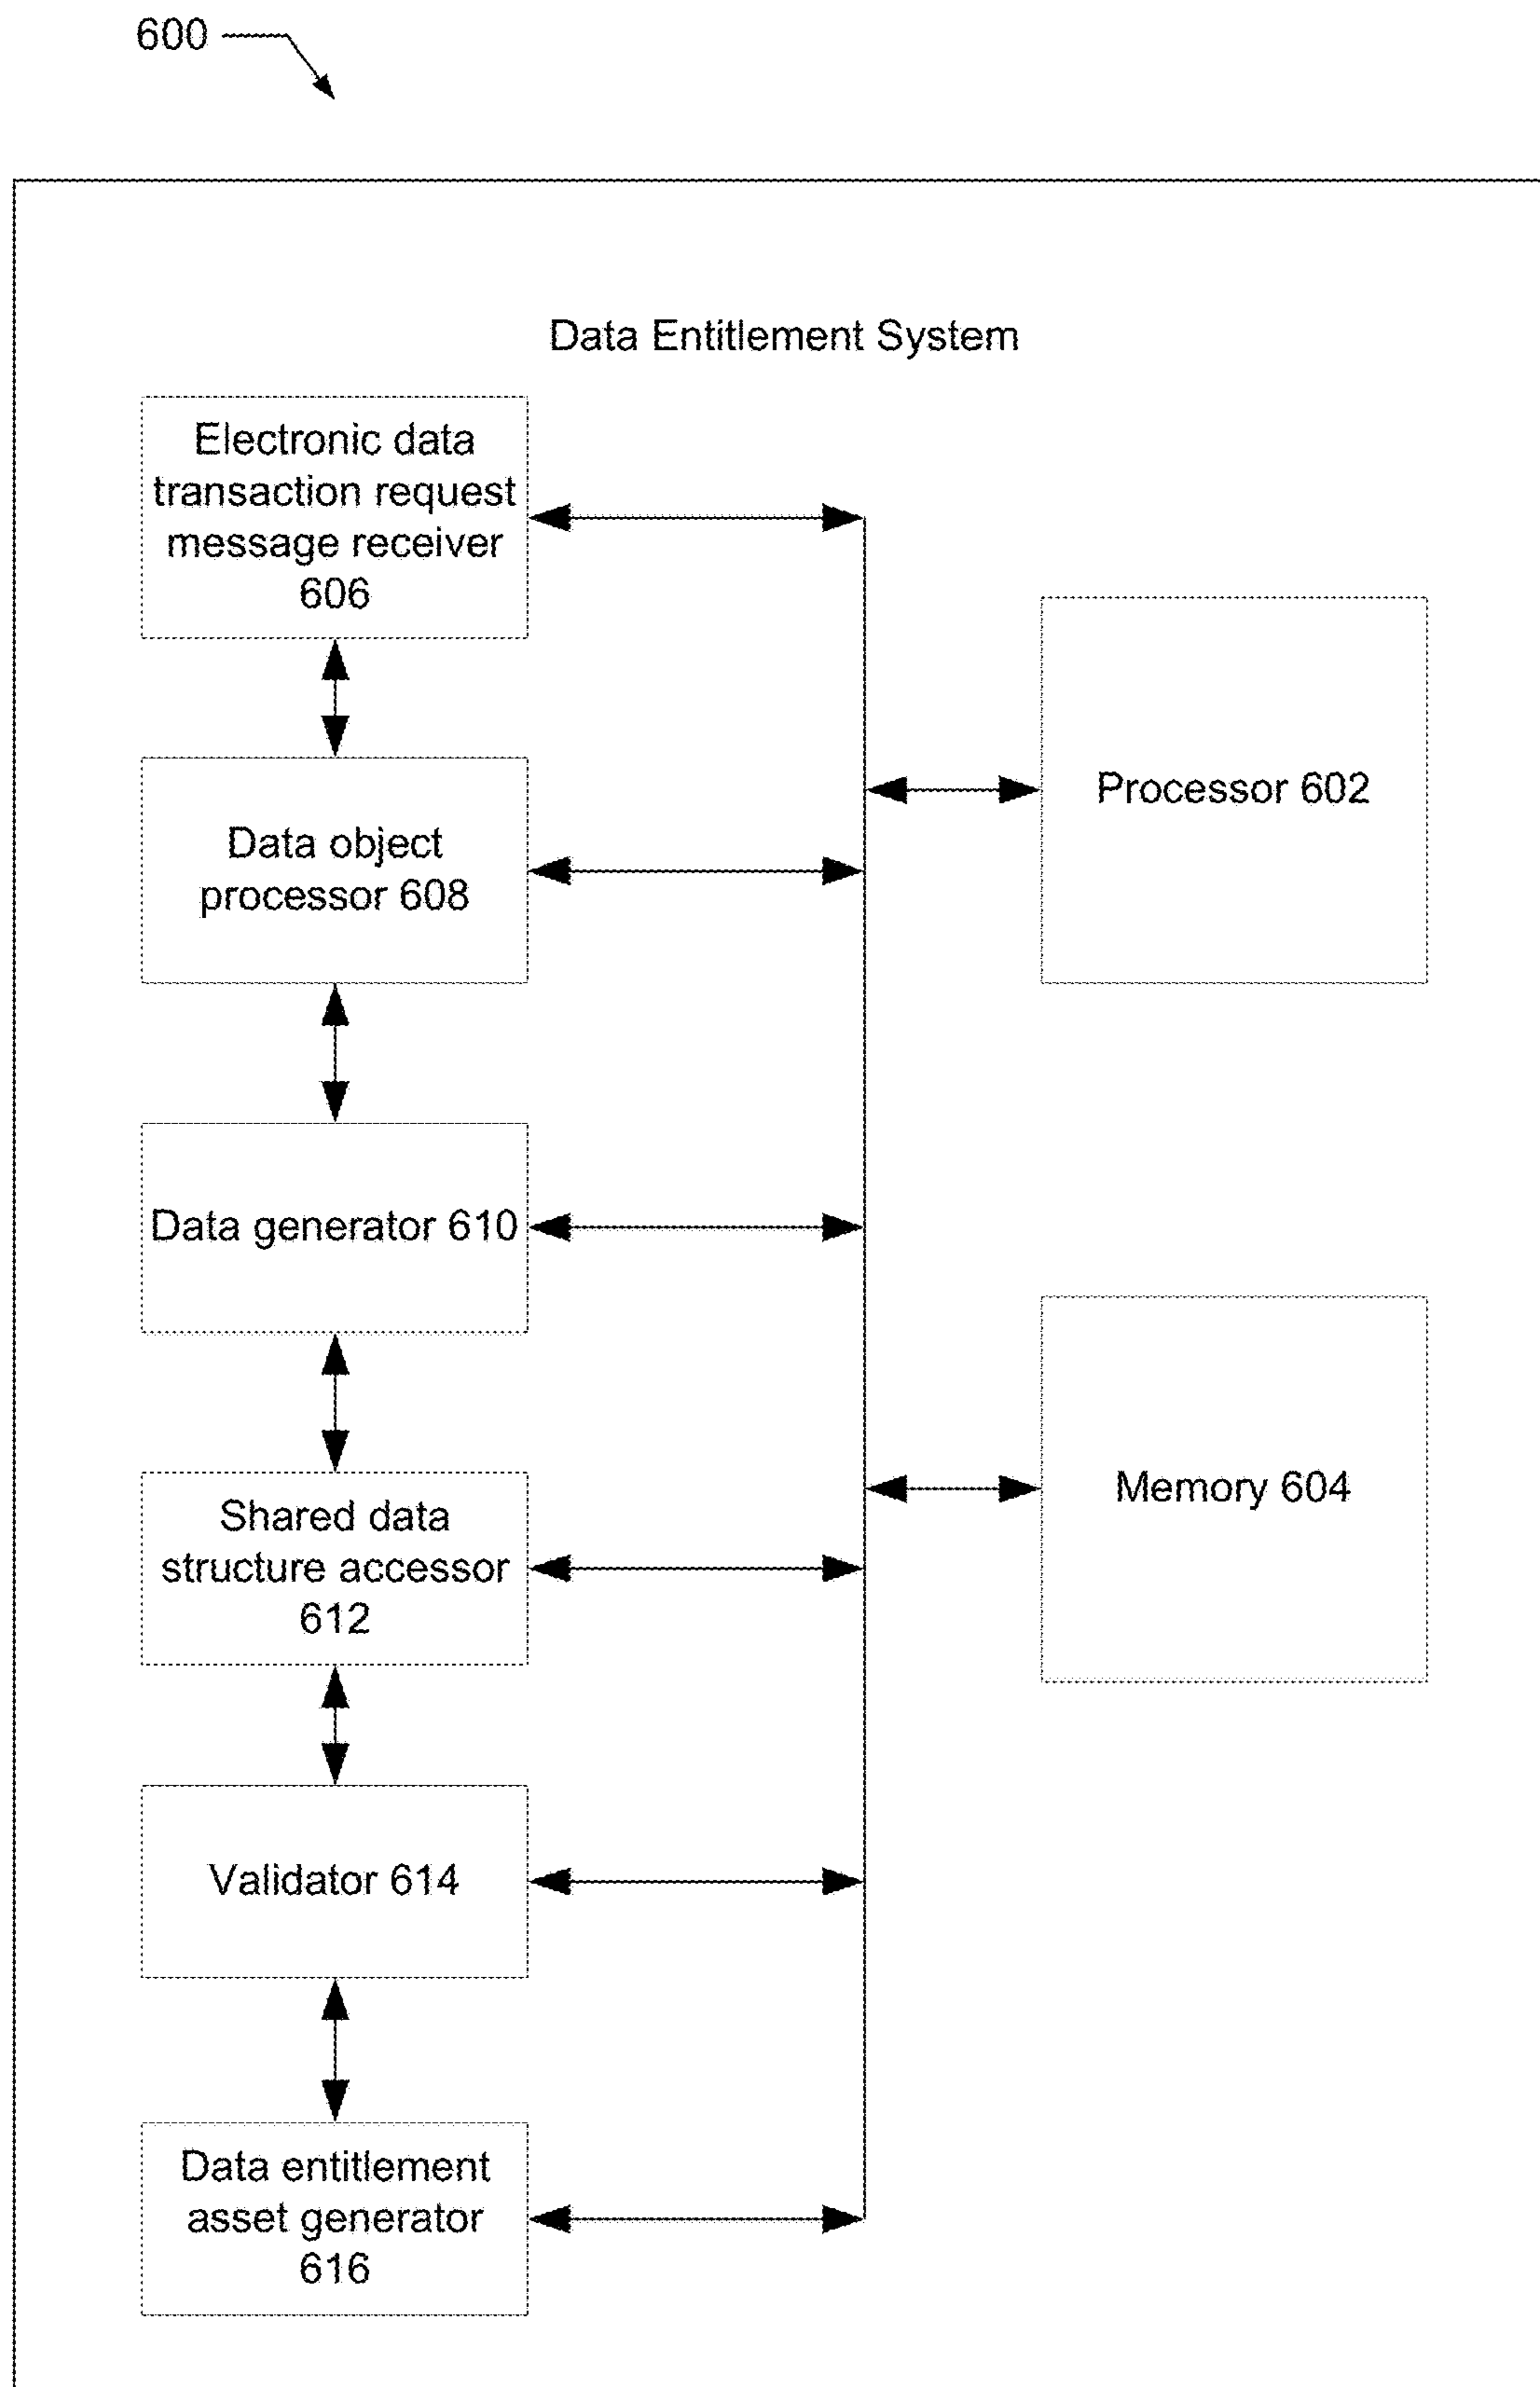 600
Data Entitlement System
Electronic data
transaction request
message receiver
606
Processor 602
Data object
processor 608
Data generator 610
Memory 604
Shared data
structure accessor
612
Validator 614
Data entitlement
asset generator
616